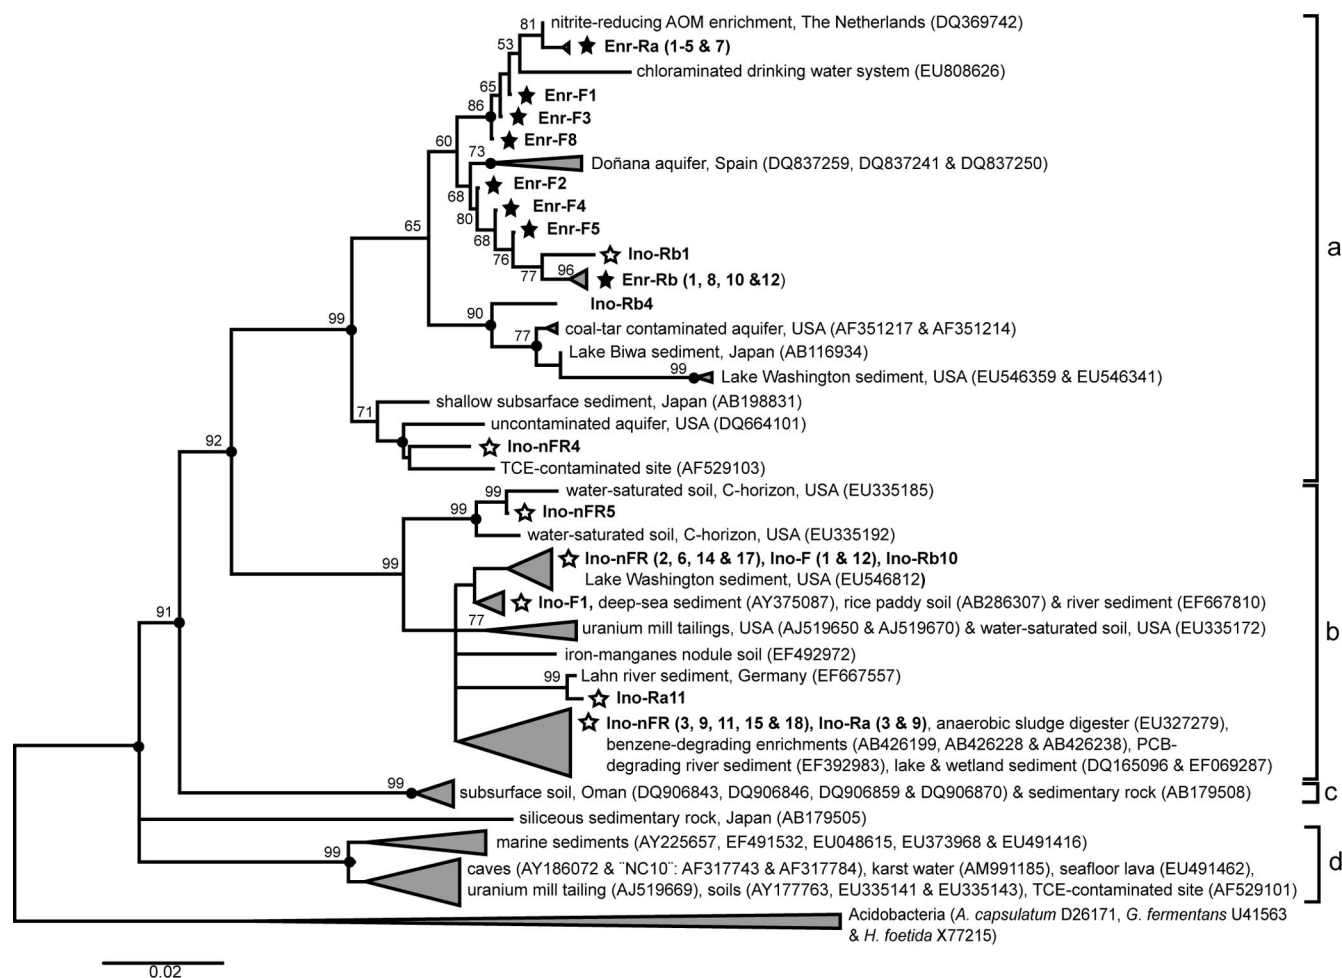 81 nitrite-reducing AOM enrichment, The Netherlands (DQ369742)
Enr-Ra (1-5 & 7)
53
chloraminated drinking water system (EU808626)
65
Enr-F1
86
Enr-F3
Enr-F8
60
73
Doñana aquifer, Spain (DQ837259, DQ837241 & DQ837250)
Enr-F2
68
Enr-F4
80
Enr-F5
65
68
Ino-Rb1
76
77
96
Enr-Rb (1, 8, 10 &12)
a
Ino-Rb4
90
99
coal-tar contaminated aquifer, USA (AF351217 & AF351214)
77
Lake Biwa sediment, Japan (AB116934)
99
Lake Washington sediment, USA (EU546359 & EU546341)
shallow subsarface sediment, Japan (AB198831)
71
uncontaminated aquifer, USA (DQ664101)
92
Ino-nFR4
TCE-contaminated site (AF529103)
99 water-saturated soil, C-horizon, USA (EU335185)
99
Ino-nFR5
water-saturated soil, C-horizon, USA (EU335192)
99
Ino-nFR (2, 6, 14 & 17), Ino-F (1 & 12), Ino-Rb10
Lake Washington sediment, USA (EU546812)
91
Ino-F1, deep-sea sediment (AY375087), rice paddy soil (AB286307) & river sediment (EF667810)
77
uranium mill tailings, USA (AJ519650 & AJ519670) & water-saturated soil, USA (EU335172)
b
iron-manganes nodule soil (EF492972)
99 Lahn river sediment, Germany (EF667557)
Ino-Ra11
Ino-nFR (3, 9, 11, 15 & 18), Ino-Ra (3 & 9), anaerobic sludge digester (EU327279),
benzene-degrading enrichments (AB426199, AB426228 & AB426238), PCB-
degrading river sediment (EF392983), lake & wetland sediment (DQ165096 & EF069287)
99
subsurface soil, Oman (DQ906843, DQ906846, DQ906859 & DQ906870) & sedimentary rock (AB179508)
c
siliceous sedimentary rock, Japan (AB179505)
marine sediments (AY225657, EF491532, EU048615, EU373968 & EU491416)
99
d
caves (AY186072 & ¨NC10¨: AF317743 & AF317784), karst water (AM991185), seafloor lava (EU491462),
uranium mill tailing (AJ519669), soils (AY177763, EU335141 & EU335143), TCE-contaminated site (AF529101)
Acidobacteria (A. capsulatum D26171, G. fermentans U41563
& H. foetida X77215)
0.02